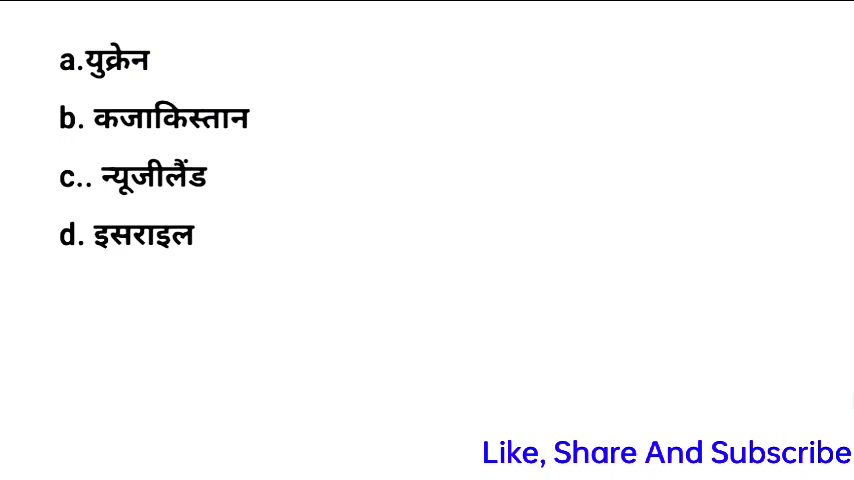 a.युक्रेन
b. कजाकिस्तान
c.. न्यूजीलैंड
d. इसराइल
Like, Share And Subscribe